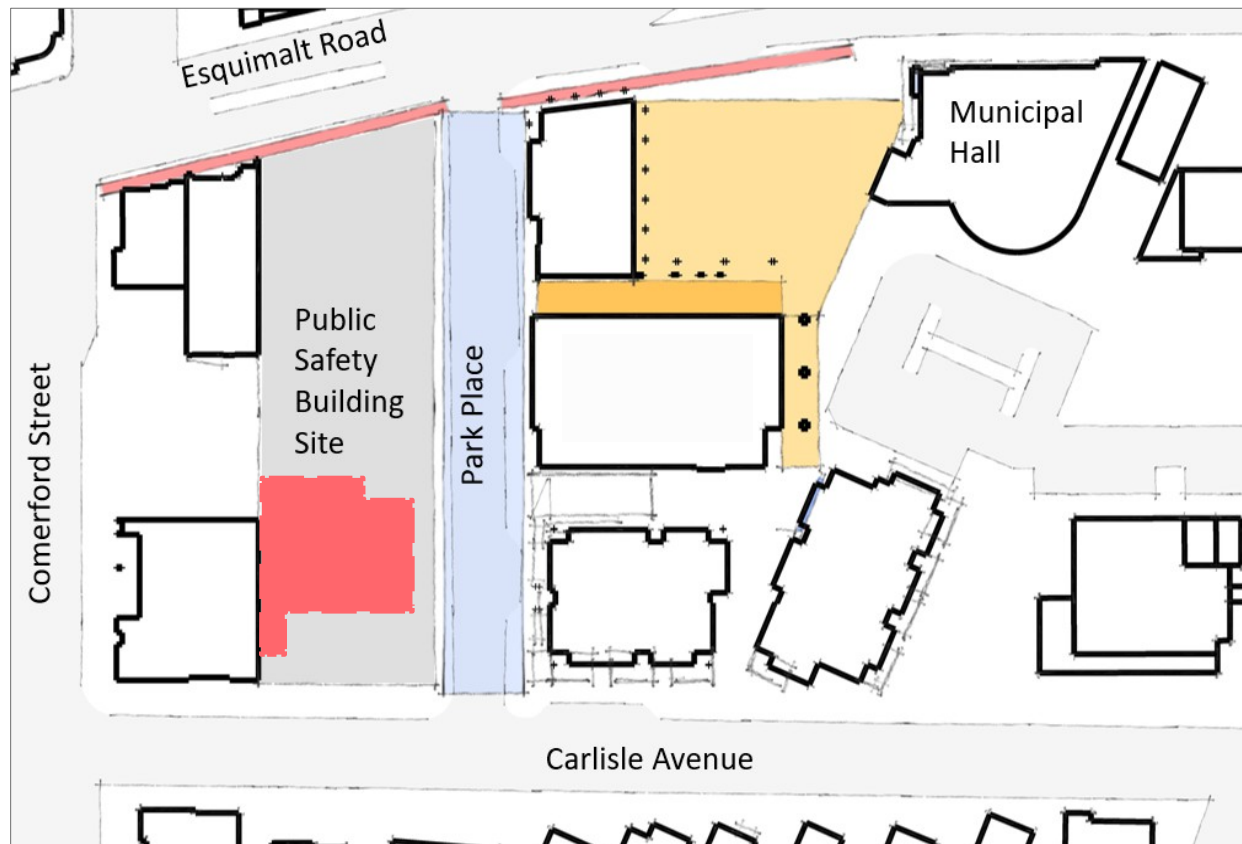 Esquimalt Road
Municipal
Hall
Public
Safety
Building
Site
Park Place
Comerford Street
Carlisle Avenue